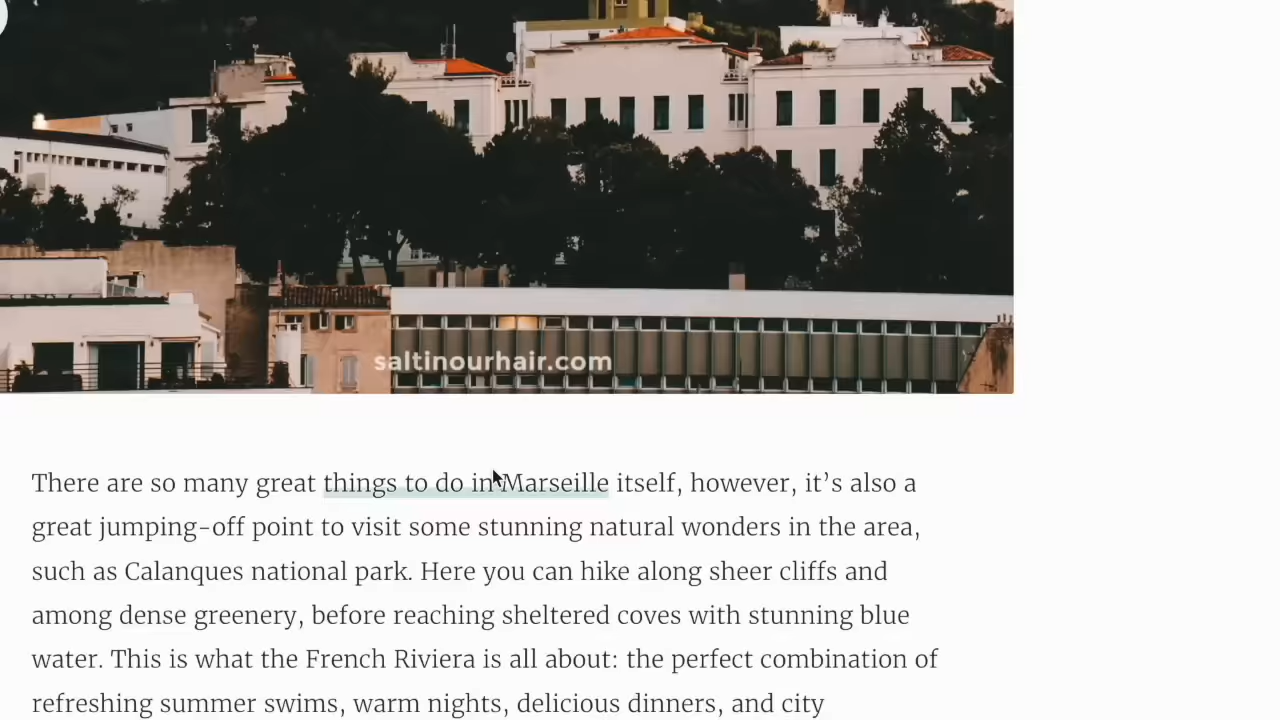 saltinourhair.com
There are so many great things to do in Marseille itself, however, it’s also a
great jumping-off point to visit some stunning natural wonders in the area,
such as Calanques national park. Here you can hike along sheer cliffs and
among dense greenery, before reaching sheltered coves with stunning blue
water. This is what the French Riviera is all about: the perfect combination of
refreshing summer swims, warm nights, delicious dinners, and city